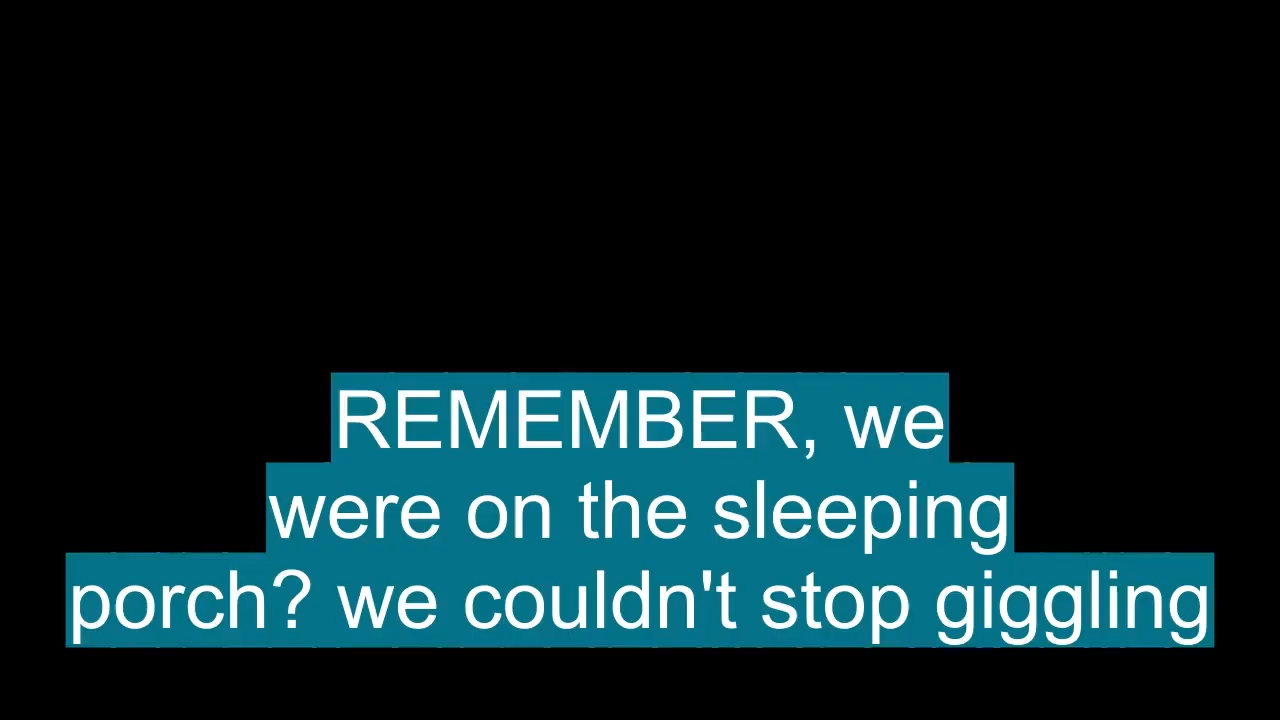 REMEMBER, we
were on the sleeping
porch? we couldn't stop giggling